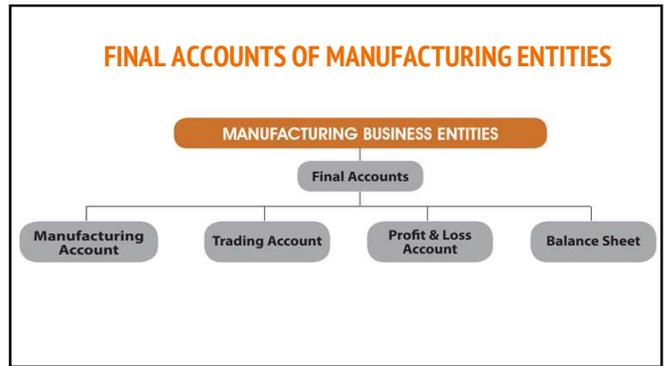 FINAL ACCOUNTS OF MANUFACTURING ENTITIES
MANUFACTURING BUSINESS ENTITIES
Final Accounts
Manufacturing
Account
Trading Account
Profit & Loss
Account
Balance Sheet